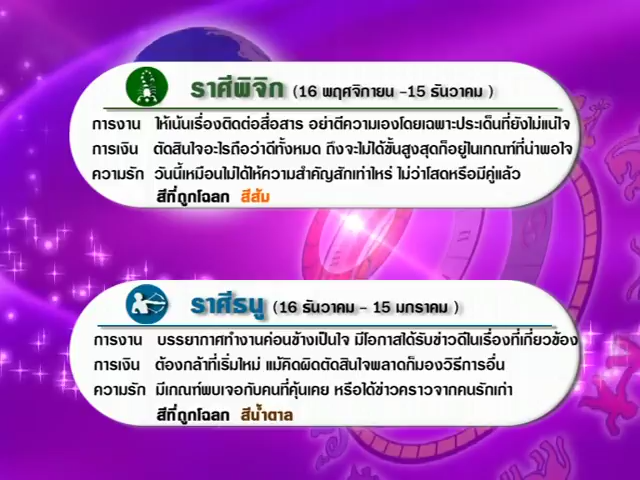 ราศีพิจิก (16 พฤศจิกายน -15 ธันวาคม )
การงาน ให้เน้นเรื่องติดต่อสื่อสาร อย่าตีความเองโดยเฉพาะประเด็นที่ยังไม่แน่ใจ
การเงิน ตัดสินใจอะไรถือว่าดีทั้งหมด ถึงจะไม่ได้ขั้นสูงสุดก็อยู่ในเกณฑ์ที่น่าพอใจ
ความรัก วันนี้เหมือนไม่ได้ให้ความสำคัญสักเท่าไหร่ ไม่ว่าโสดหรือมีคู่แล้ว
สีที่ถูกโฉลก สีส้ม
ราศีธนู (16 ธันวาคม - 15 มกราคม )
การงาน บรรยากาศทำงานค่อนข้างเป็นใจ มีโอกาสได้รับข่าวดีในเรื่องที่เกี่ยวข้อง
การเงิน ต้องกล้าที่เริ่มใหม่ แม้คิดผิดตัดสินใจพลาดก็มองวิธีการอื่น
ความรัก มีเกณฑ์พบเจอกับคนที่คุ้นเคย หรือได้ข่าวคราวจากคนรักเก่า
สีที่ถูกโฉลก สีน้ำตาล